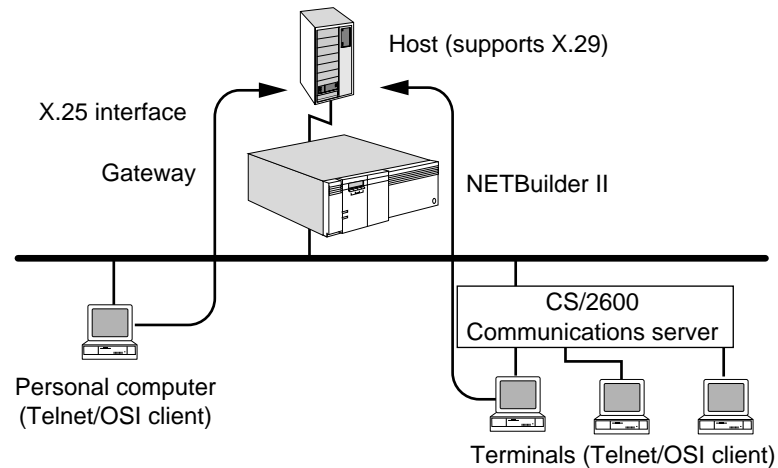 Host (supports X.29)
X.25 interface
Gateway
NETBuilder II
CS/2600
Communications server
Personal computer
(Telnet/OSI client)
Terminals (Telnet/OSI client)